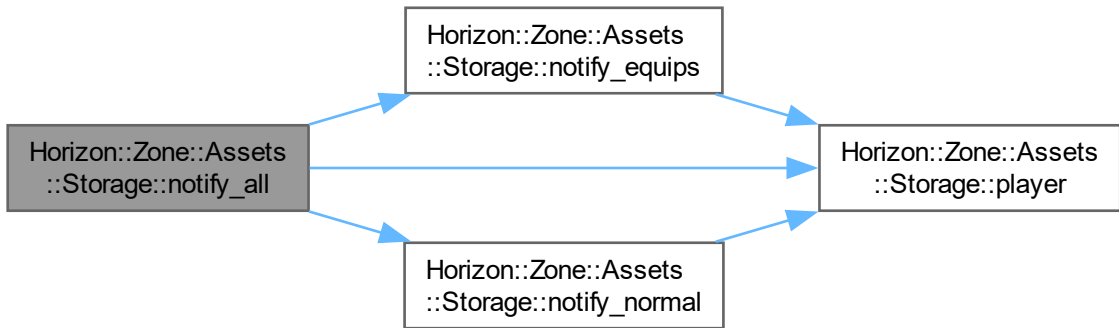 Horizon::Zone::Assets
::Storage::notify_equips
Horizon::Zone::Assets
::Storage::notify_all
Horizon::Zone::Assets
::Storage::player
Horizon::Zone::Assets
::Storage::notify_normal